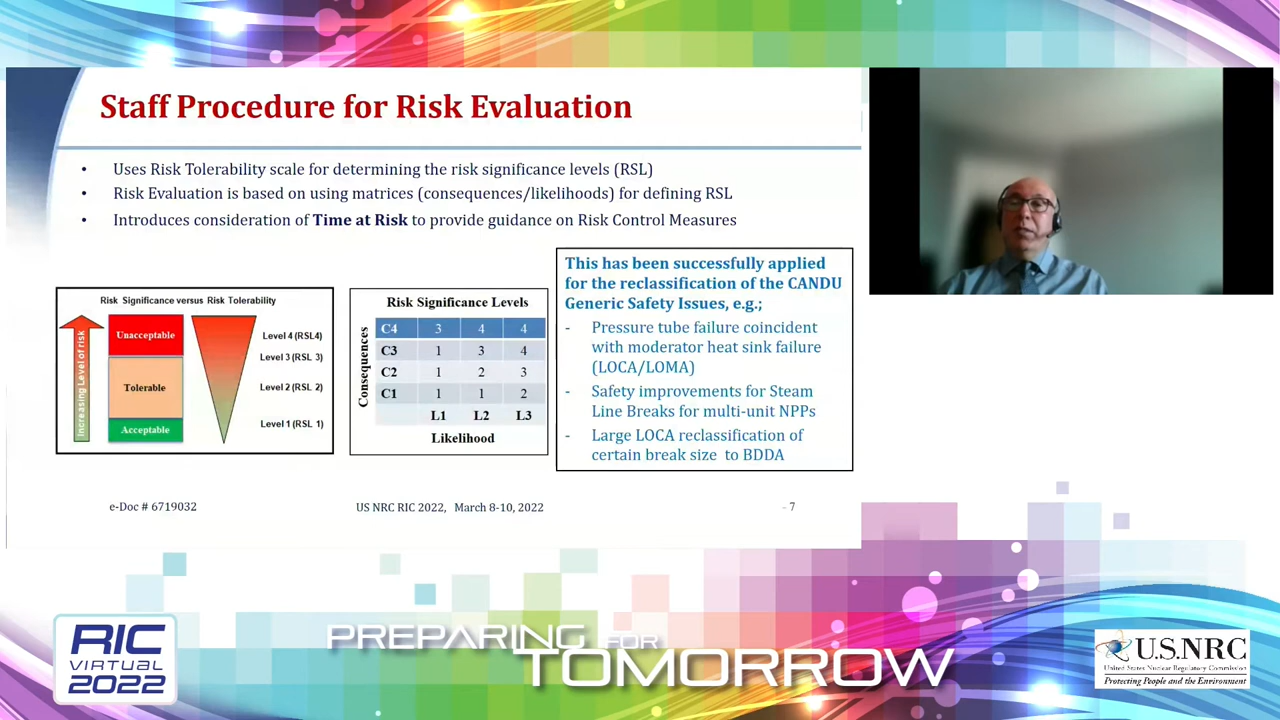 Staff Procedure for Risk Evaluation
• Uses Risk Tolerability scale for determining the risk significance levels (RSL)
• Risk Evaluation is based on using matrices (consequences/likelihoods) for defining RSL
• Introduces consideration of Time at Risk to provide guidance on Risk Control Measures
Risk Significance versus Risk Tolerability
Increasing Level of risk
Unacceptable
Tolerable
Acceptable
Level 4 (RSL4)
Level 3 (RSL 3)
Level 2 (RSL 2)
Level 1 (RSL 1)
Risk Significance Levels
Consequences
C4 3 4 4
C3 1 3 4
C2 1 2 3
C1 1 1 2
L1 L2 L3
Likelihood
This has been successfully applied
for the reclassification of the CANDU
Generic Safety Issues, e.g.;
- Pressure tube failure coincident
with moderator heat sink failure
(LOCA/LOMA)
- Safety improvements for Steam
Line Breaks for multi-unit NPPs
- Large LOCA reclassification of
certain break size to BDDA
e-Doc # 6719032
US NRC RIC 2022, March 8-10, 2022
- 7
RIC
VIRTUAL
2022
PREPARING FOR
TOMORROW
U.S.NRC
United States Nuclear Regulatory Commission
Protecting People and the Environment